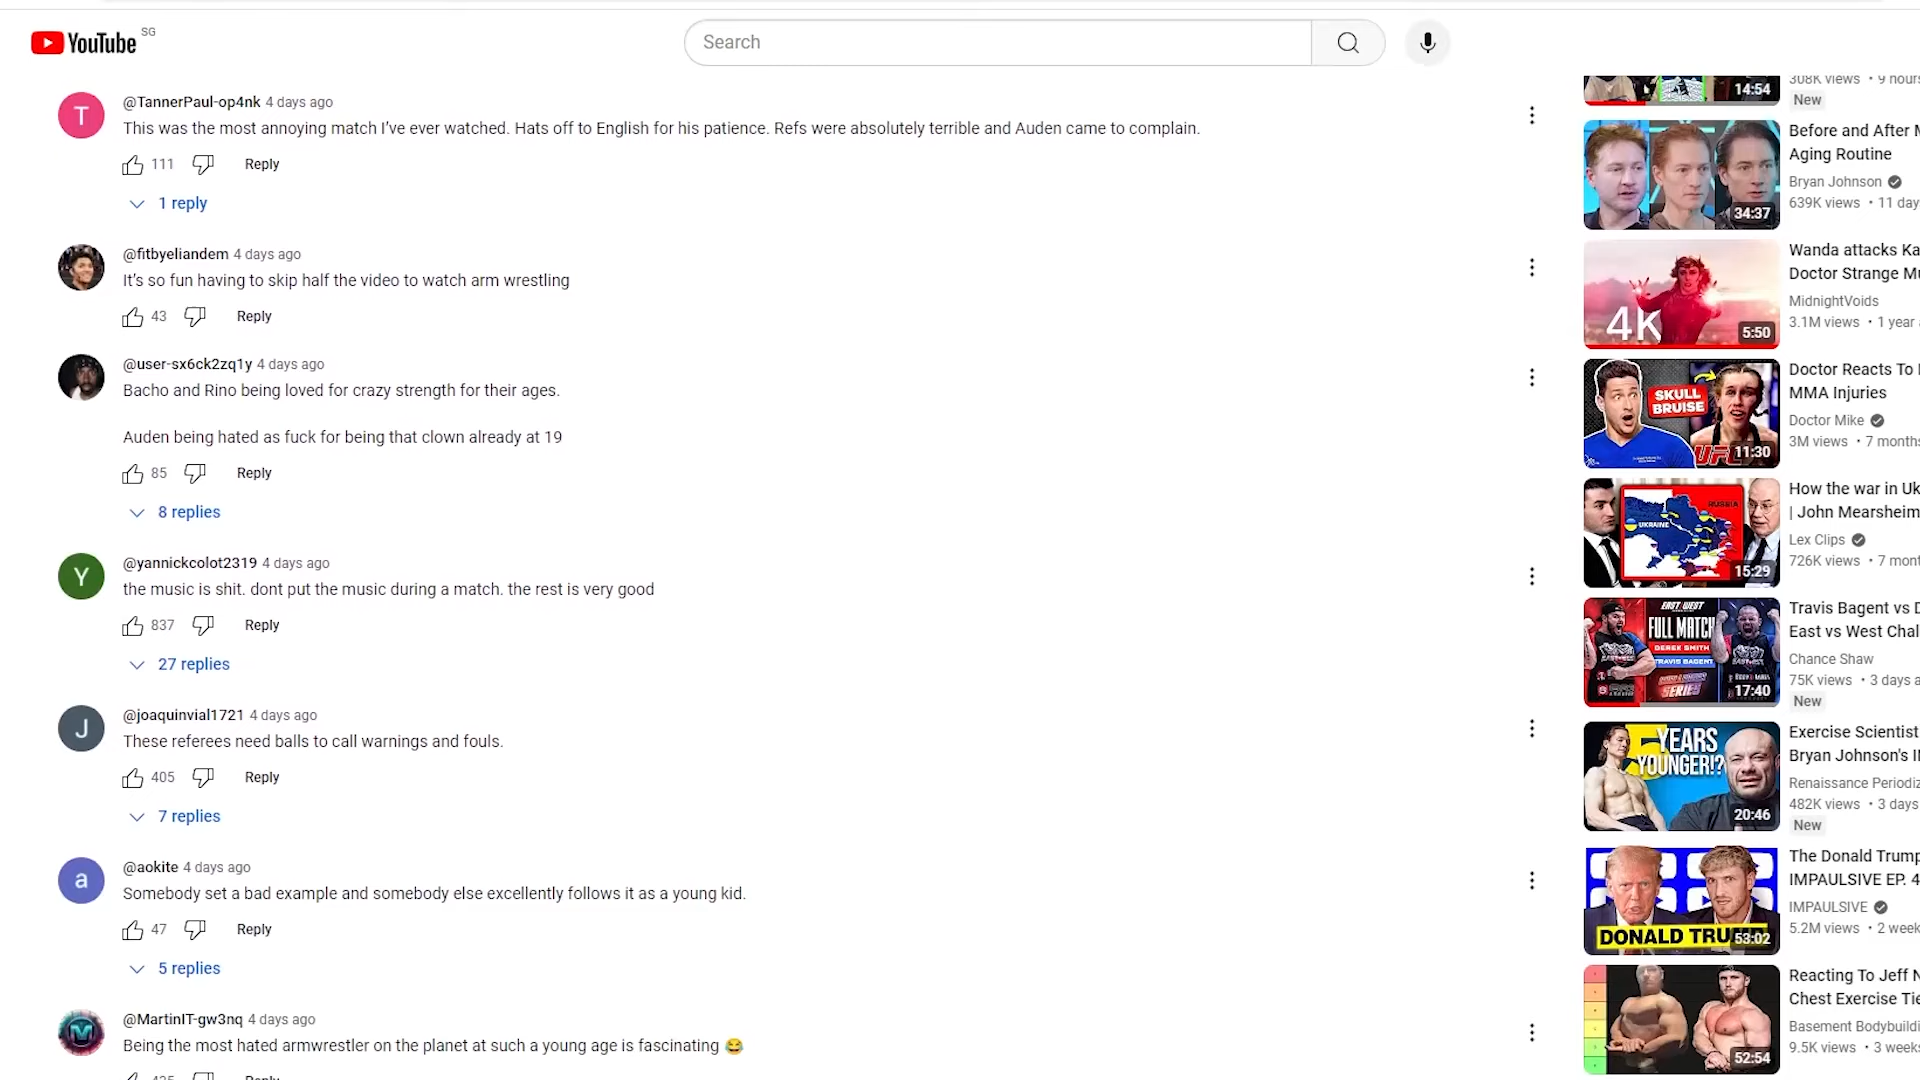 YouTube SG
Search
@TannerPaul-op4nk 4 days ago
This was the most annoying match I've ever watched. Hats off to English for his patience. Refs were absolutely terrible and Auden came to complain.
111 Reply
1 reply
@fitbyeliandem 4 days ago
It's so fun having to skip half the video to watch arm wrestling
43 Reply
@user-sx6ck2zq1y 4 days ago
Bacho and Rino being loved for crazy strength for their ages.
Auden being hated as fuck for being that clown already at 19
85 Reply
8 replies
@yannickcolot2319 4 days ago
the music is shit. dont put the music during a match. the rest is very good
837 Reply
27 replies
@joaquinvial1721 4 days ago
These referees need balls to call warnings and fouls.
405 Reply
7 replies
@aokite 4 days ago
Somebody set a bad example and somebody else excellently follows it as a young kid.
47 Reply
5 replies
@MartinIT-gw3nq 4 days ago
Being the most hated armwrestler on the planet at such a young age is fascinating 😂
T
Y
J
a
308K views • 9 hours
14:54
New
Before and After M
Aging Routine
Bryan Johnson
639K views • 11 day
34:37
Wanda attacks Ka
Doctor Strange Mu
MidnightVoids
3.1M views • 1 year
4K
5:50
Doctor Reacts To
MMA Injuries
Doctor Mike
3M views • 7 months
SKULL
BRUISE
UFC
11:30
How the war in Uk
| John Mearsheim
Lex Clips
726K views • 7 mont
RUSSIA
UKRAINE
15:29
Travis Bagent vs D
East vs West Chal
Chance Shaw
75K views • 3 days a
New
EAST WEST
FULL MATCH
DEREK SMITH
TRAVIS BAGENT
SERIES
17:40
Exercise Scientist
Bryan Johnson's I
Renaissance Periodiz
482K views • 3 days
New
5 YEARS
YOUNGER!?
20:46
The Donald Trump
IMPAULSIVE EP. 4
IMPAULSIVE
5.2M views • 2 week
DONALD TRUMP
53:02
Reacting To Jeff N
Chest Exercise Tie
Basement Bodybuildi
9.5K views • 3 weeks
52:54